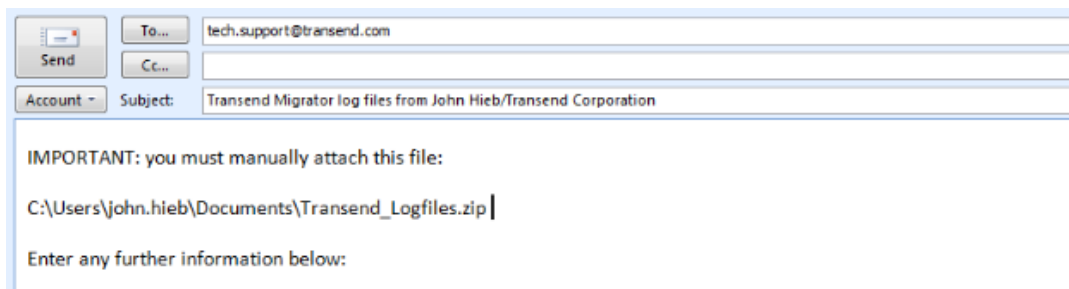 To...
tech.support@transend.com
Send
Cc...
Account
Subject:
Transend Migrator log files from John Hieb/Transend Corporation
IMPORTANT: you must manually attach this file:
C:\Users\john.hieb\Documents\Transend_Logfiles.zip
Enter any further information below: